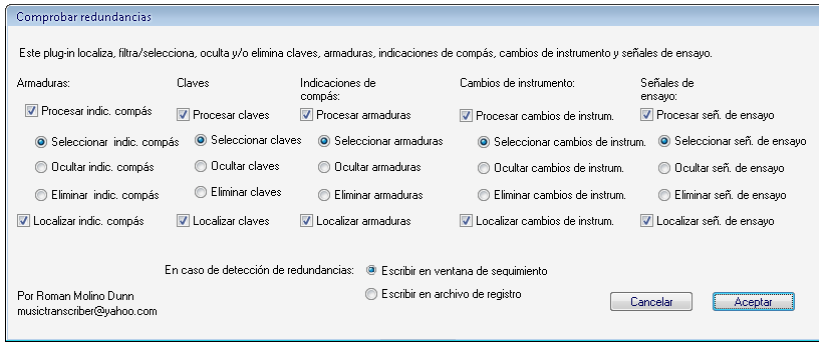 Comprobar redundancias
Este plug-in localiza, filtra/selecciona, oculta y/o elimina claves, armaduras, indicaciones de compás, cambios de instrumento y señales de ensayo.
Armaduras:
Procesar indic. compás
Seleccionar indic. compás
Ocultar indic. compás
Eliminar indic. compás
Localizar indic. compás
Claves
Procesar claves
Seleccionar claves
Ocultar claves
Eliminar claves
Localizar claves
Indicaciones de
compás:
Procesar armaduras
Seleccionar armaduras
Ocultar armaduras
Eliminar armaduras
Localizar armaduras
Cambios de instrumento:
Procesar cambios de instrum.
Seleccionar cambios de instrum.
Ocultar cambios de instrum.
Eliminar cambios de instrum.
Localizar cambios de instrum.
Señales de
ensayo:
Procesar señ. de ensayo
Seleccionar señ. de ensayo
Ocultar señ. de ensayo
Eliminar señ. de ensayo
Localizar señ. de ensayo
En caso de detección de redundancias:
Escribir en ventana de seguimiento
Escribir en archivo de registro
Por Roman Molino Dunn
musictranscriber@yahoo.com
Cancelar
Aceptar